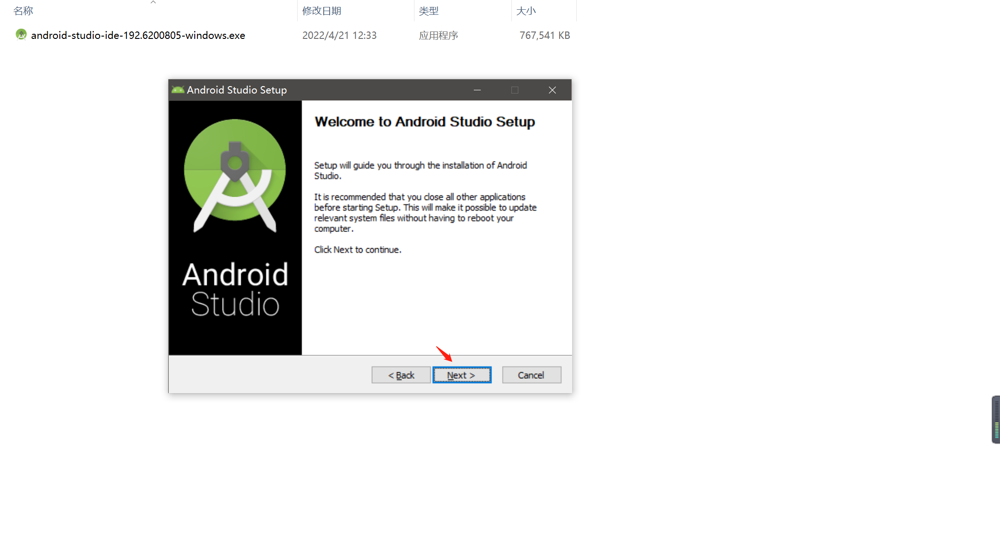 名称 修改日期 类型 大小
android-studio-ide-192.6200805-windows.exe 2022/4/21 12:33 应用程序 767,541 KB
Android Studio Setup
Android
Studio
Welcome to Android Studio Setup
Setup will guide you through the installation of Android
Studio.
It is recommended that you close all other applications
before starting Setup. This will make it possible to update
relevant system files without having to reboot your
computer.
Click Next to continue.
< Back Next > Cancel